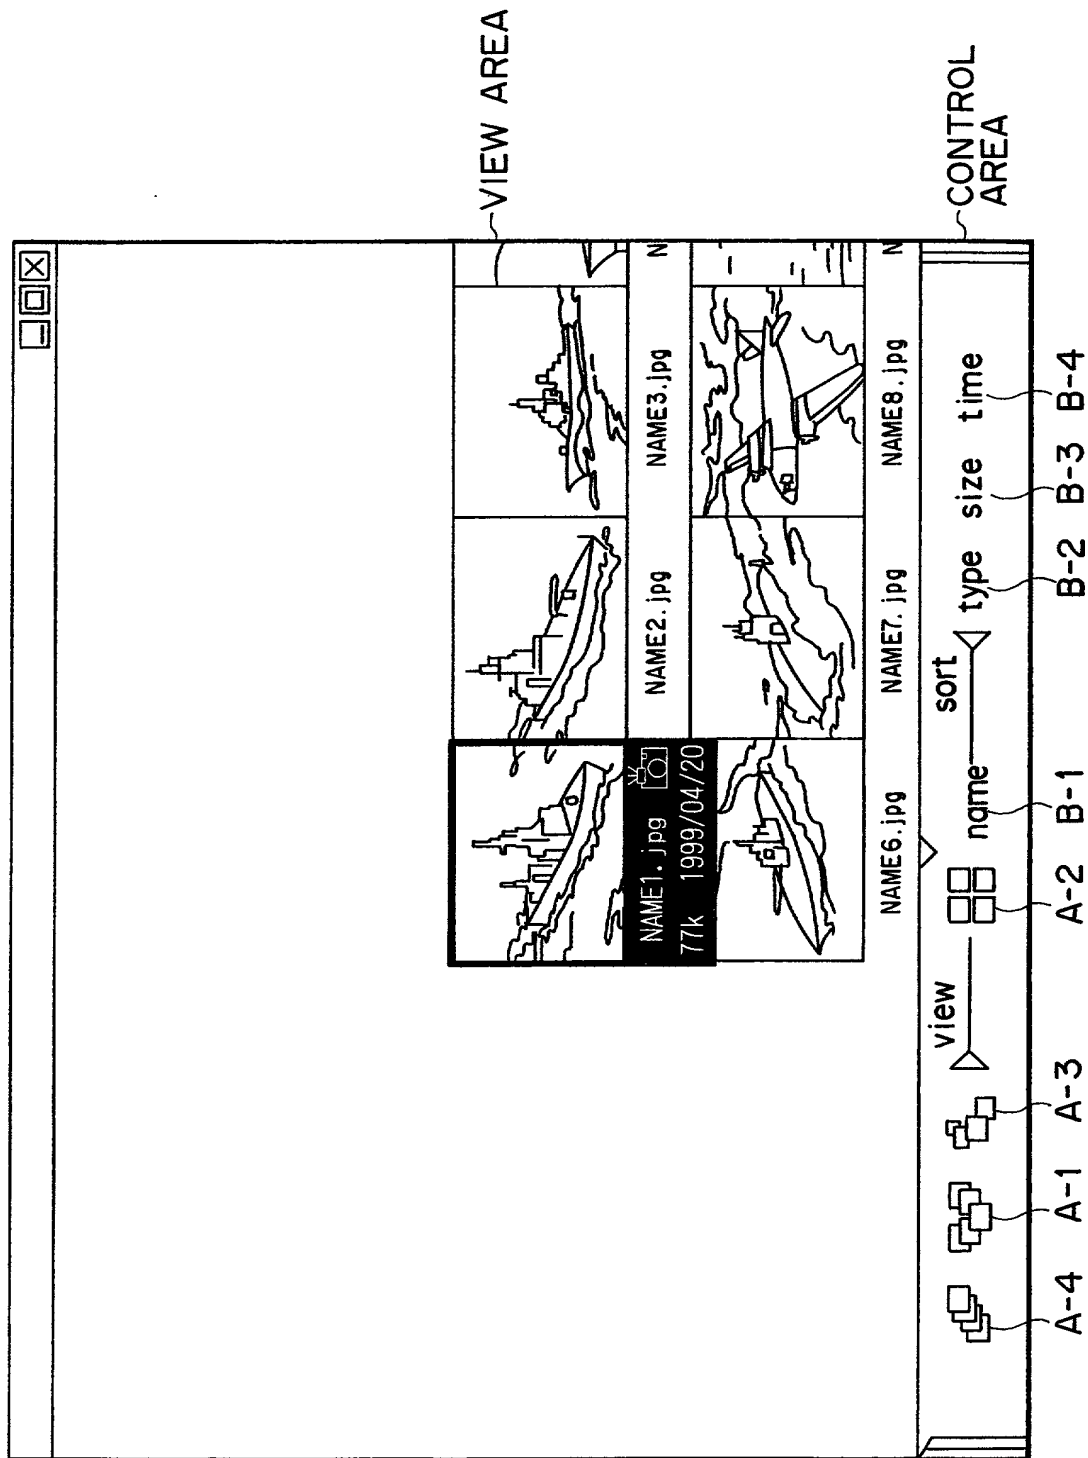 VIEW AREA
NAME1.jpg
77k 1999/04/20
NAME2.jpg
NAME3.jpg
N
NAME6.jpg
NAME7.jpg
NAME8.jpg
N
view
sort
name
type
size
time
CONTROL
AREA
A-4
A-1
A-3
A-2
B-1
B-2
B-3
B-4